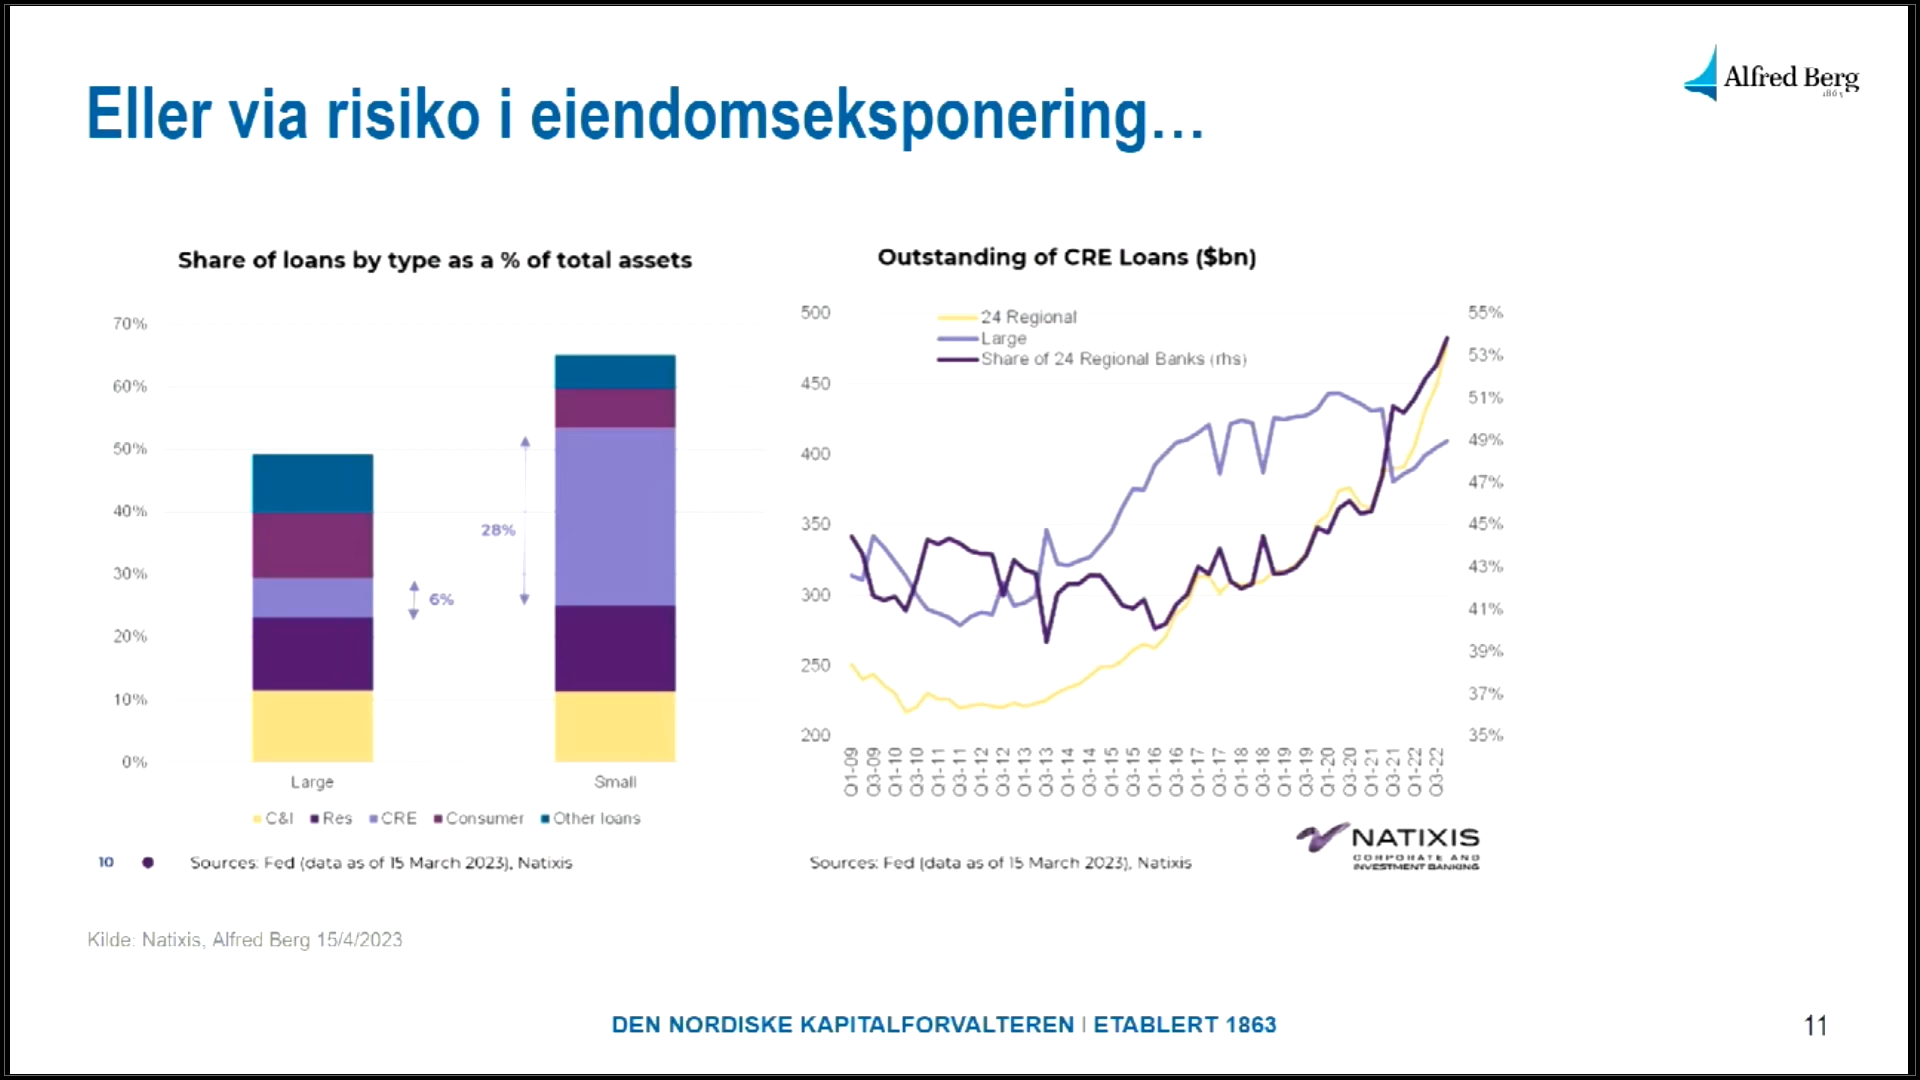 Alfred Berg
1863
Eller via risiko i eiendomseksponering…
Share of loans by type as a % of total assets
70%
60%
50%
40%
30%
20%
10%
0%
28%
6%
Large
Small
C&I
Res
CRE
Consumer
Other loans
10
Sources: Fed (data as of 15 March 2023), Natixis
Outstanding of CRE Loans ($bn)
24 Regional
Large
Share of 24 Regional Banks (rhs)
500
450
400
350
300
250
200
55%
53%
51%
49%
47%
45%
43%
41%
39%
37%
35%
Q1-09
Q3-09
Q1-10
Q3-10
Q1-11
Q3-11
Q1-12
Q3-12
Q1-13
Q3-13
Q1-14
Q3-14
Q1-15
Q3-15
Q1-16
Q3-16
Q1-17
Q3-17
Q1-18
Q3-18
Q1-19
Q3-19
Q1-20
Q3-20
Q1-21
Q3-21
Q1-22
Q3-22
Sources: Fed (data as of 15 March 2023), Natixis
NATIXIS
CORPORATE AND
INVESTMENT BANKING
Kilde: Natixis, Alfred Berg 15/4/2023
DEN NORDISKE KAPITALFORVALTEREN | ETABLERT 1863
11